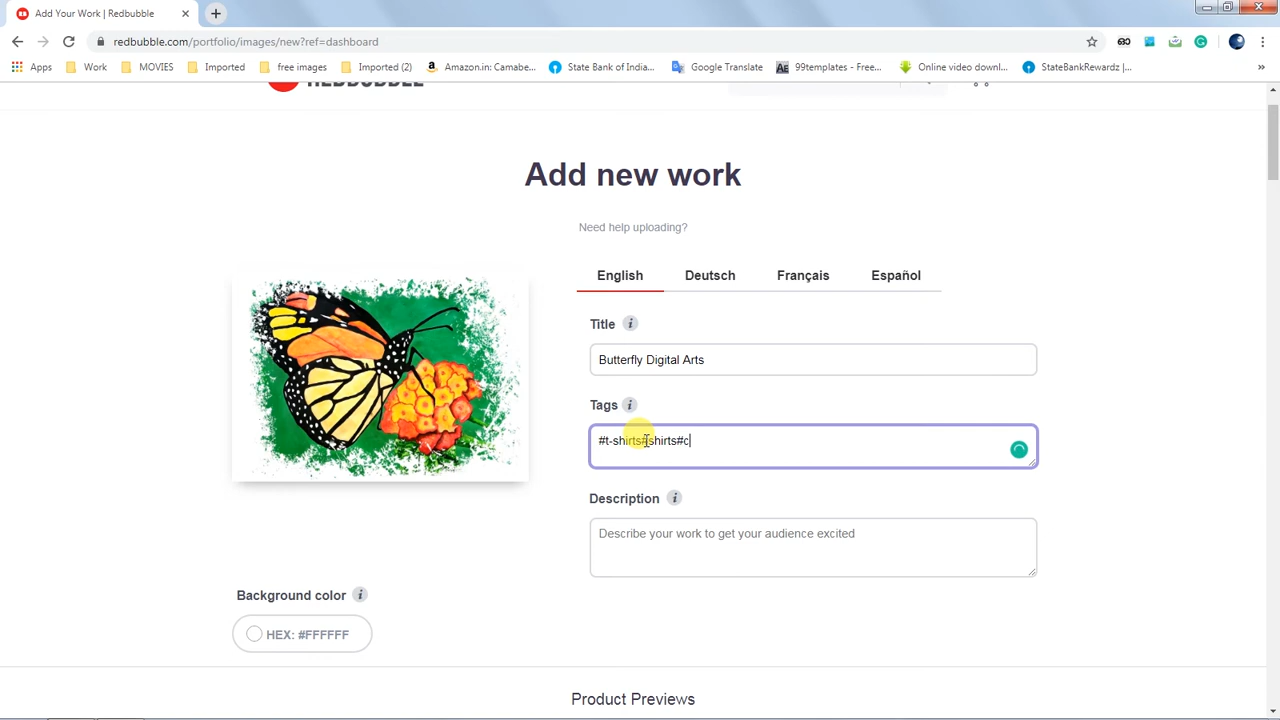 Add Your Work | Redbubble
redbubble.com/portfolio/images/new?ref=dashboard
Apps Work MOVIES Imported free images Imported (2) Amazon.in: Camabe... State Bank of India... Google Translate AE 99templates - Free... Online video downl... StateBankRewardz |... »
REDBUBBLE
Add new work
Need help uploading?
English Deutsch Français Español
Title i
Butterfly Digital Arts
Tags i
#t-shirts#shirts#c
Description i
Describe your work to get your audience excited
Background color i
HEX: #FFFFFF
Product Previews